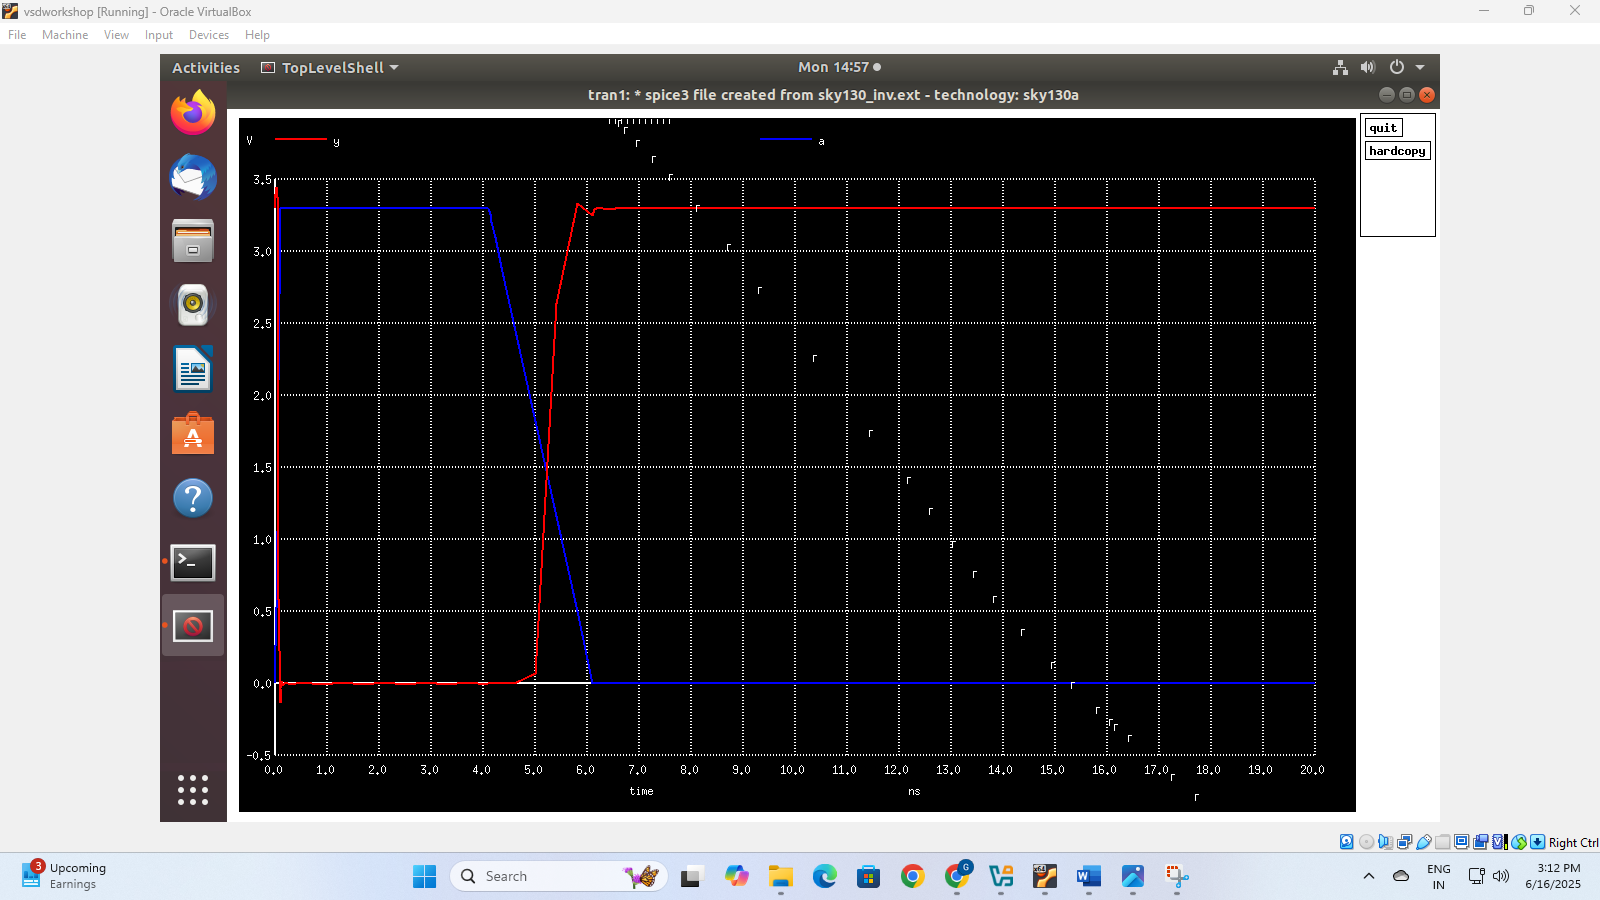 vsdworkshop [Running] - Oracle VirtualBox
File Machine View Input Devices Help
Activities TopLevelShell Mon 14:57
tran1: * spice3 file created from sky130_inv.ext - technology: sky130a
V y a
quit
hardcopy
3.5
3.0
2.5
2.0
1.5
1.0
0.5
0.0
-0.5
0.0 1.0 2.0 3.0 4.0 5.0 6.0 7.0 8.0 9.0 10.0 11.0 12.0 13.0 14.0 15.0 16.0 17.0 18.0 19.0 20.0
time ns
Right Ctrl
3 Upcoming
Earnings
Search
G
x64
ENG
IN
3:12 PM
6/16/2025